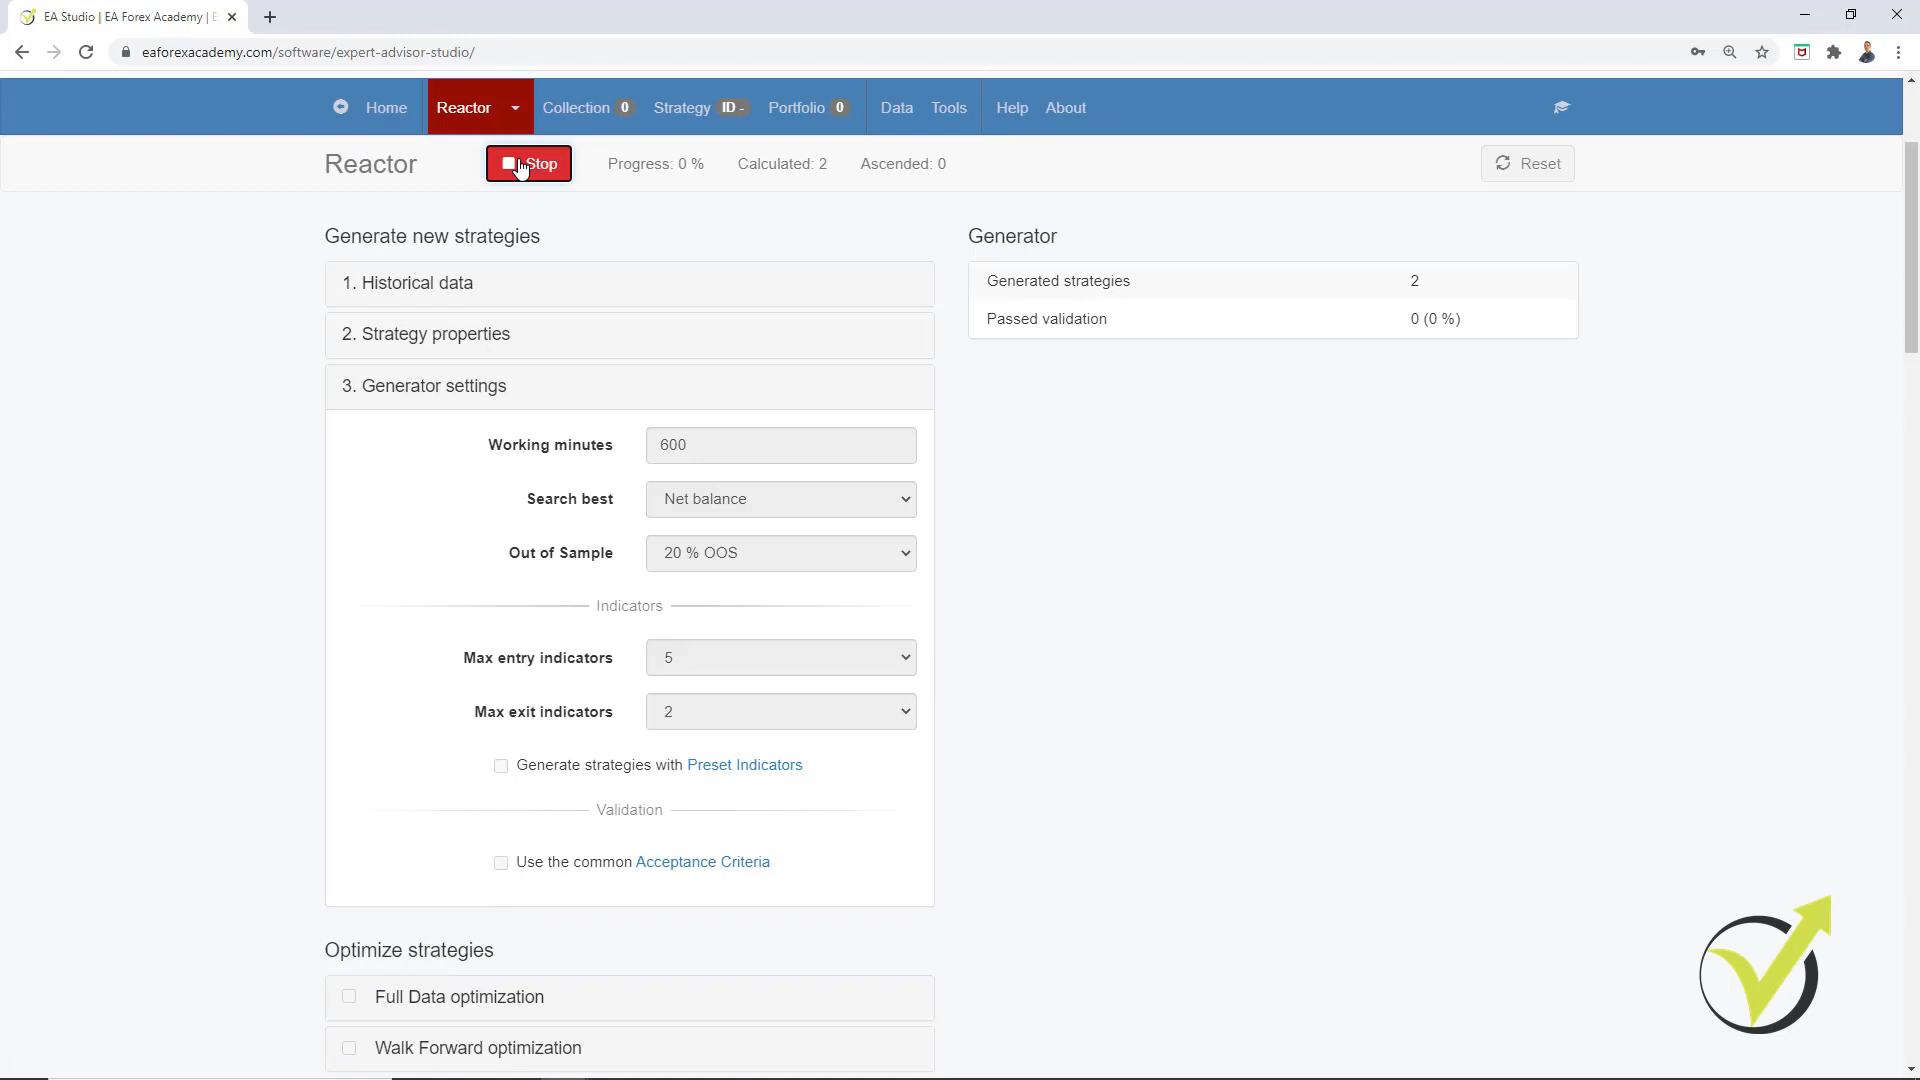 EA Studio | EA Forex Academy |
eaforexacademy.com/software/expert-advisor-studio/
Home Reactor Collection 0 Strategy ID - Portfolio 0 Data Tools Help About
Reactor Stop Progress: 0 % Calculated: 2 Ascended: 0 Reset
Generate new strategies
1. Historical data
2. Strategy properties
3. Generator settings
Working minutes 600
Search best Net balance
Out of Sample 20 % OOS
Indicators
Max entry indicators 5
Max exit indicators 2
Generate strategies with Preset Indicators
Validation
Use the common Acceptance Criteria
Optimize strategies
Full Data optimization
Walk Forward optimization
Generator
Generated strategies 2
Passed validation 0 (0 %)